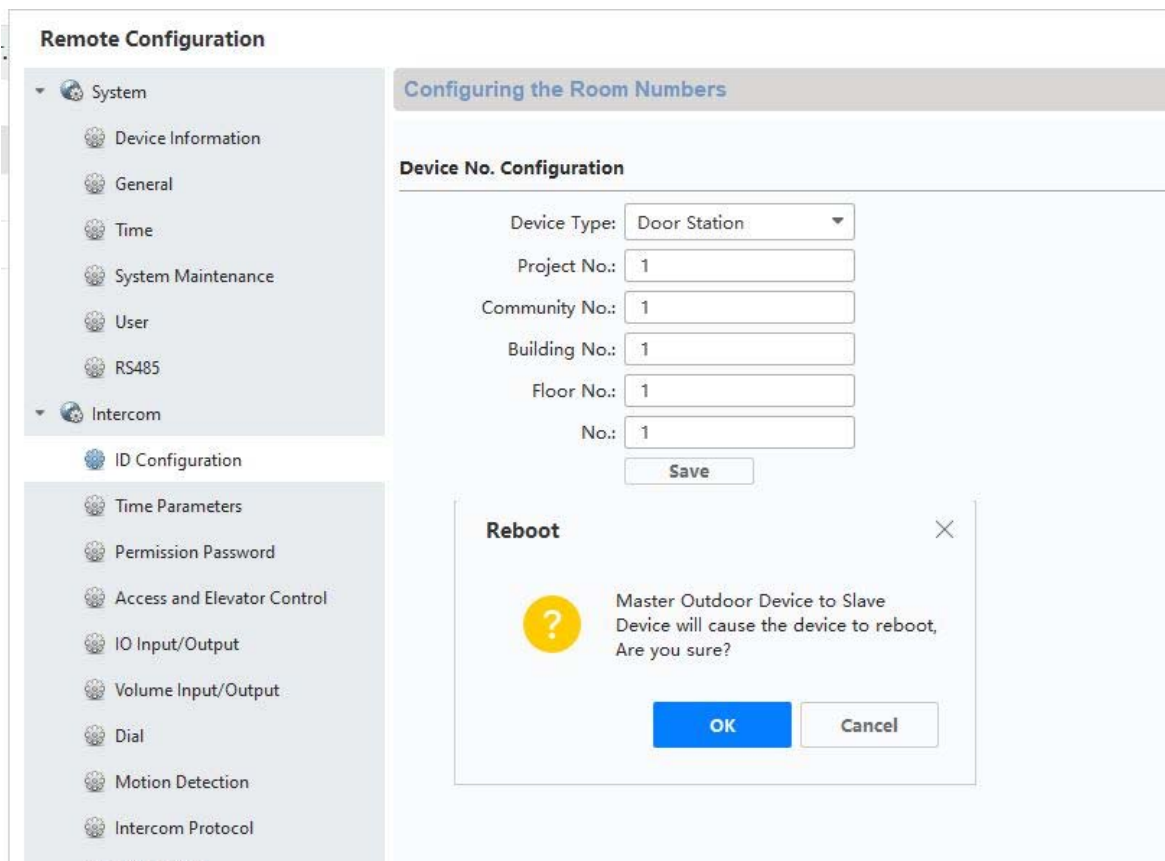 Remote Configuration
System
Device Information
General
Time
System Maintenance
User
RS485
Intercom
ID Configuration
Time Parameters
Permission Password
Access and Elevator Control
IO Input/Output
Volume Input/Output
Dial
Motion Detection
Intercom Protocol
Configuring the Room Numbers
Device No. Configuration
Device Type: Door Station
Project No.: 1
Community No.: 1
Building No.: 1
Floor No.: 1
No.: 1
Save
Reboot
Master Outdoor Device to Slave
Device will cause the device to reboot,
Are you sure?
OK Cancel